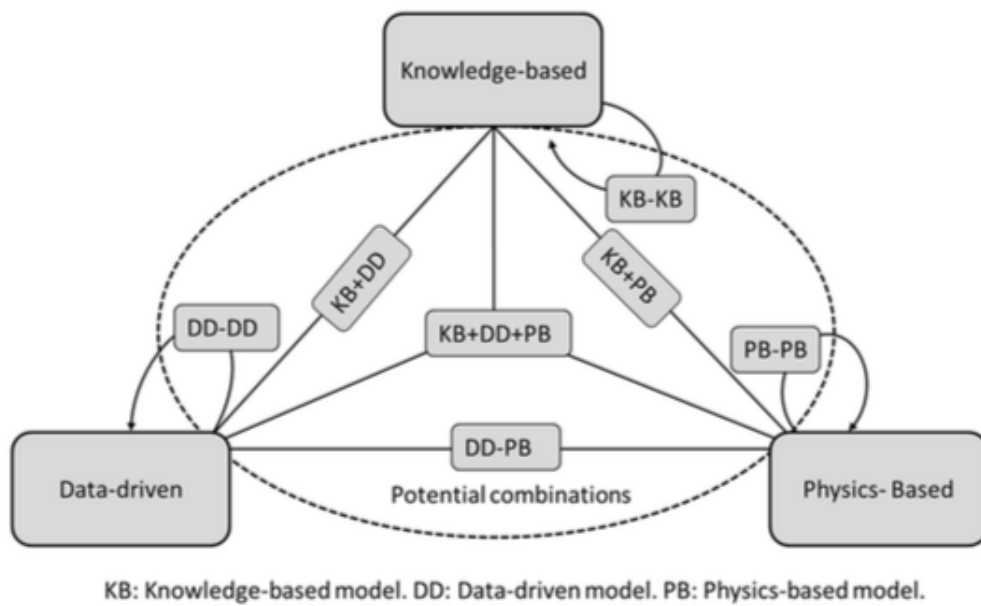 Knowledge-based
KB-KB
KB+DD
KB+PB
DD-DD
KB+DD+PB
PB-PB
DD-PB
Data-driven
Potential combinations
Physics- Based
KB: Knowledge-based model. DD: Data-driven model. PB: Physics-based model.